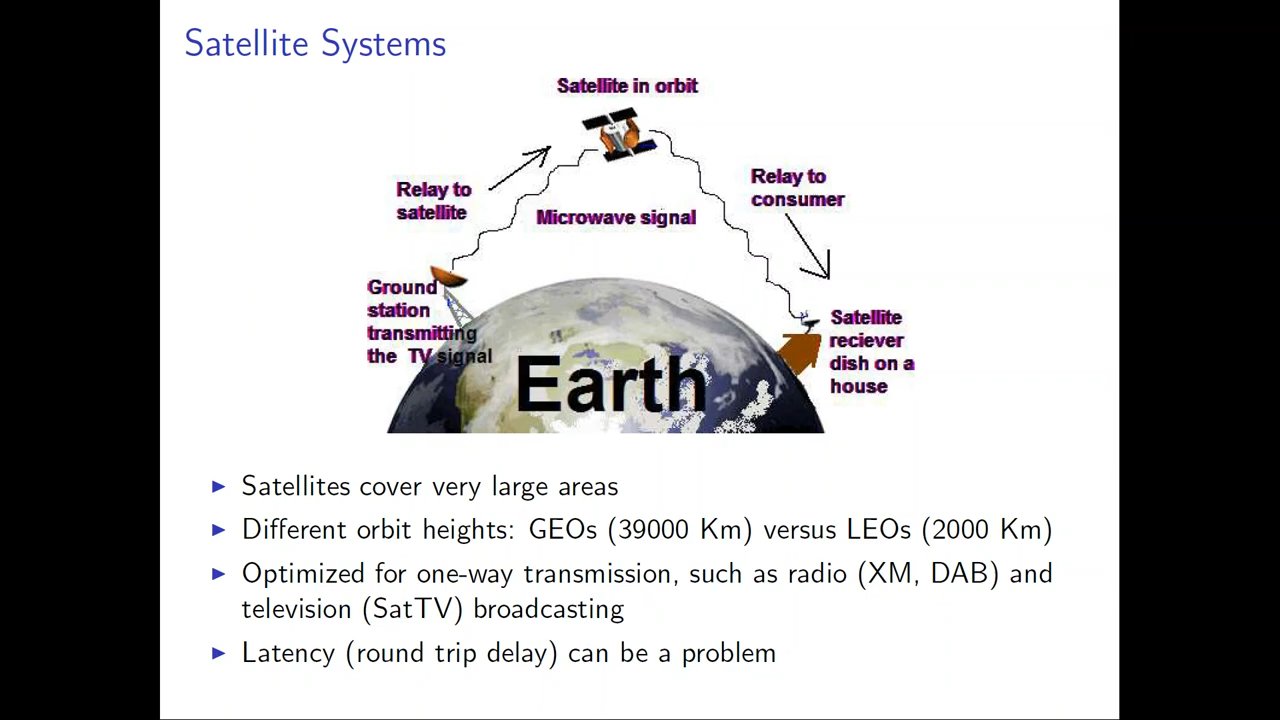 Satellite Systems
Satellite in orbit
Relay to
satellite
Relay to
consumer
Microwave signal
Ground
station
transmitting
the TV signal
Satellite
reciever
dish on a
house
Earth
Satellites cover very large areas
Different orbit heights: GEOs (39000 Km) versus LEOs (2000 Km)
Optimized for one-way transmission, such as radio (XM, DAB) and
television (SatTV) broadcasting
Latency (round trip delay) can be a problem